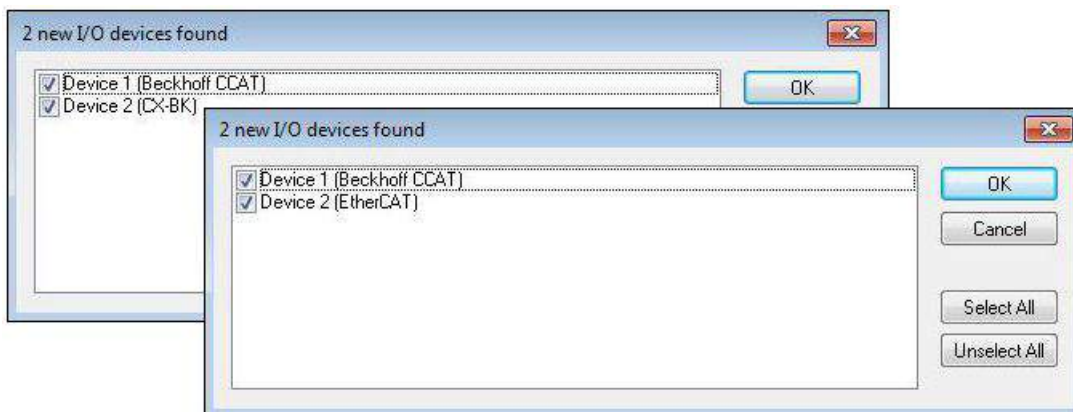 2 new I/O devices found
Device 1 (Beckhoff CCAT)
Device 2 (CX-BK)
OK
2 new I/O devices found
Device 1 (Beckhoff CCAT)
Device 2 (EtherCAT)
OK
Cancel
Select All
Unselect All